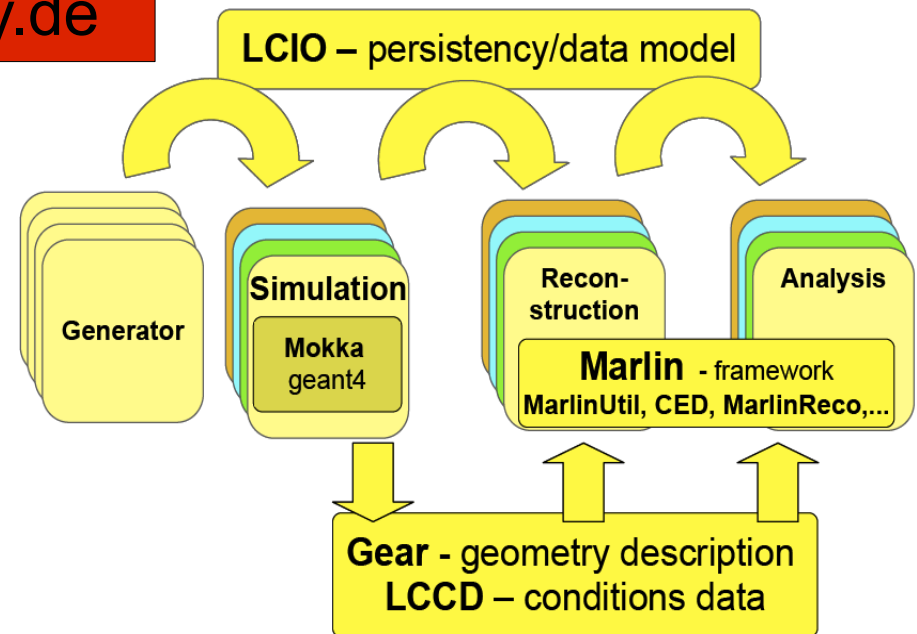 y.de
LCIO – persistency/data model
Generator
Simulation
Mokka
geant4
Recon-
struction
Analysis
Marlin - framework
MarlinUtil, CED, MarlinReco,...
Gear - geometry description
LCCD – conditions data